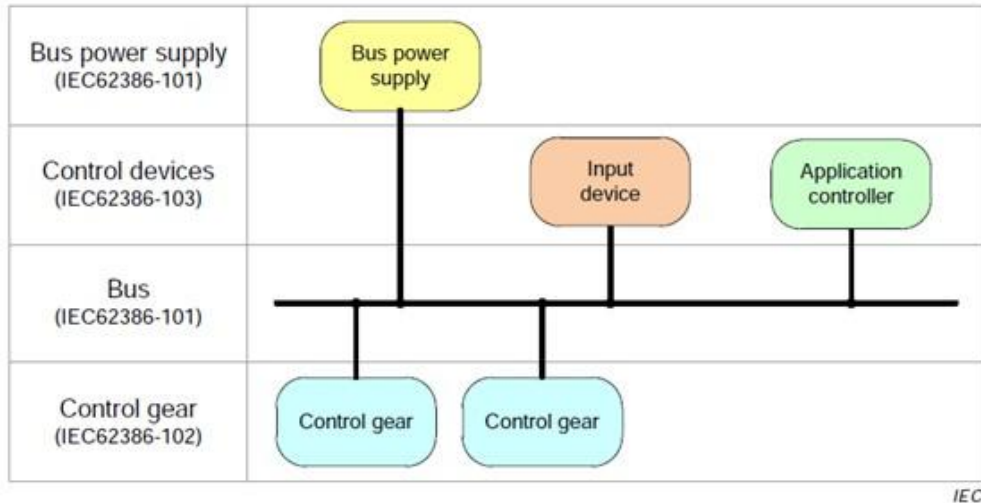 Bus power supply
(IEC62386-101)
Bus power
supply
Control devices
(IEC62386-103)
Input
device
Application
controller
Bus
(IEC62386-101)
Control gear
(IEC62386-102)
Control gear
Control gear
IEC